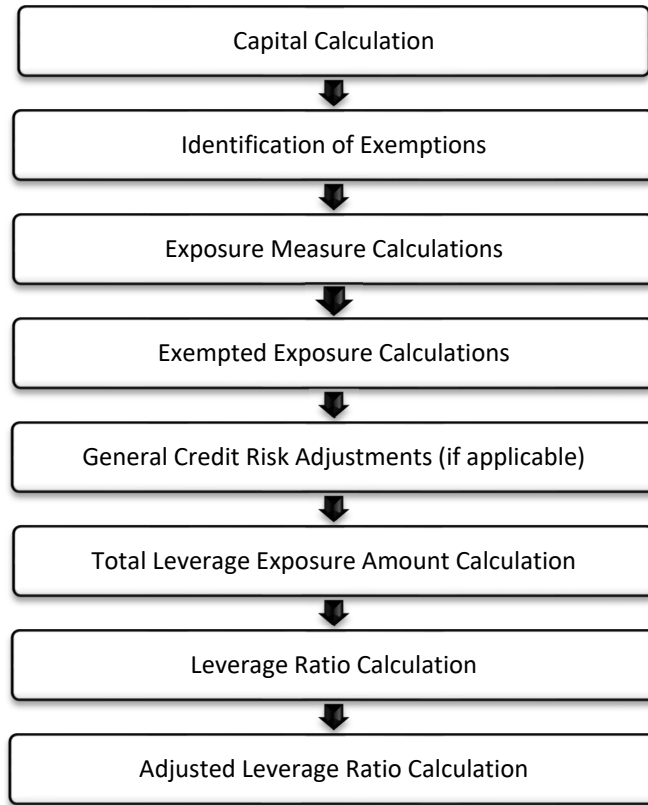 Capital Calculation
Identification of Exemptions
Exposure Measure Calculations
Exempted Exposure Calculations
General Credit Risk Adjustments (if applicable)
Total Leverage Exposure Amount Calculation
Leverage Ratio Calculation
Adjusted Leverage Ratio Calculation